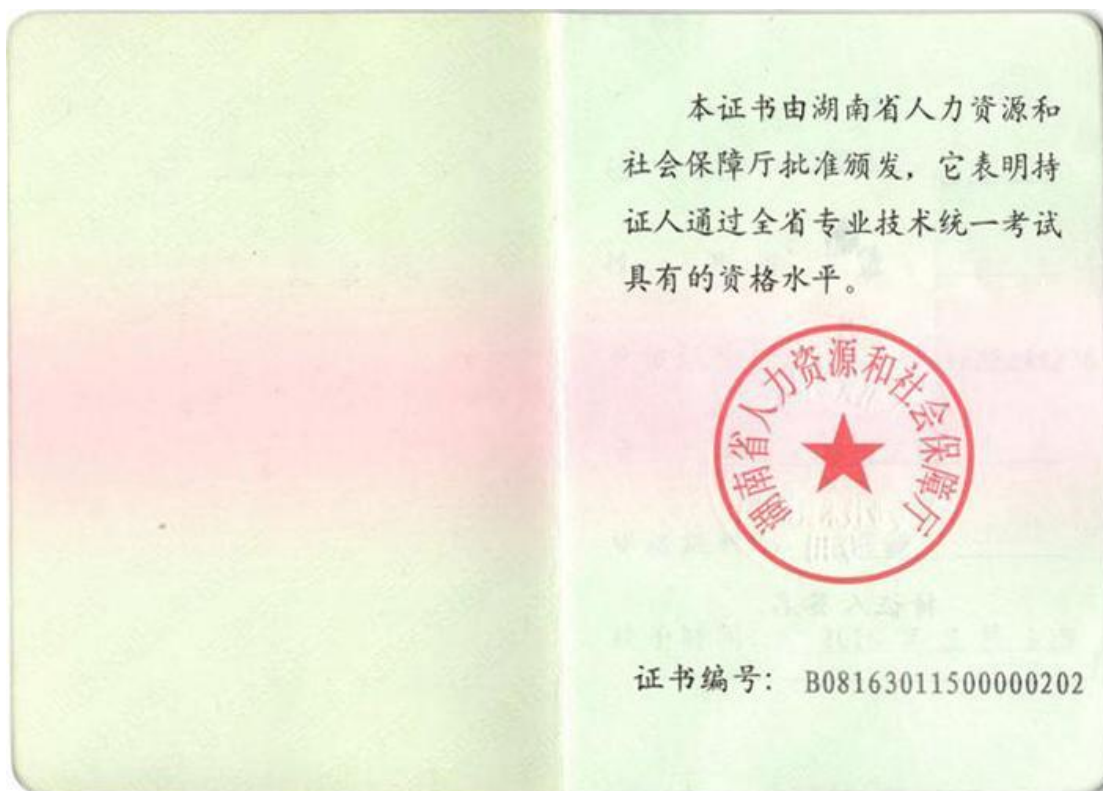 本证书由湖南省人力资源和
社会保障厅批准颁发，它表明持
证人通过全省专业技术统一考试
具有的资格水平。
湖南省人力资源和社会保障厅
证书编号： B08163011500000202